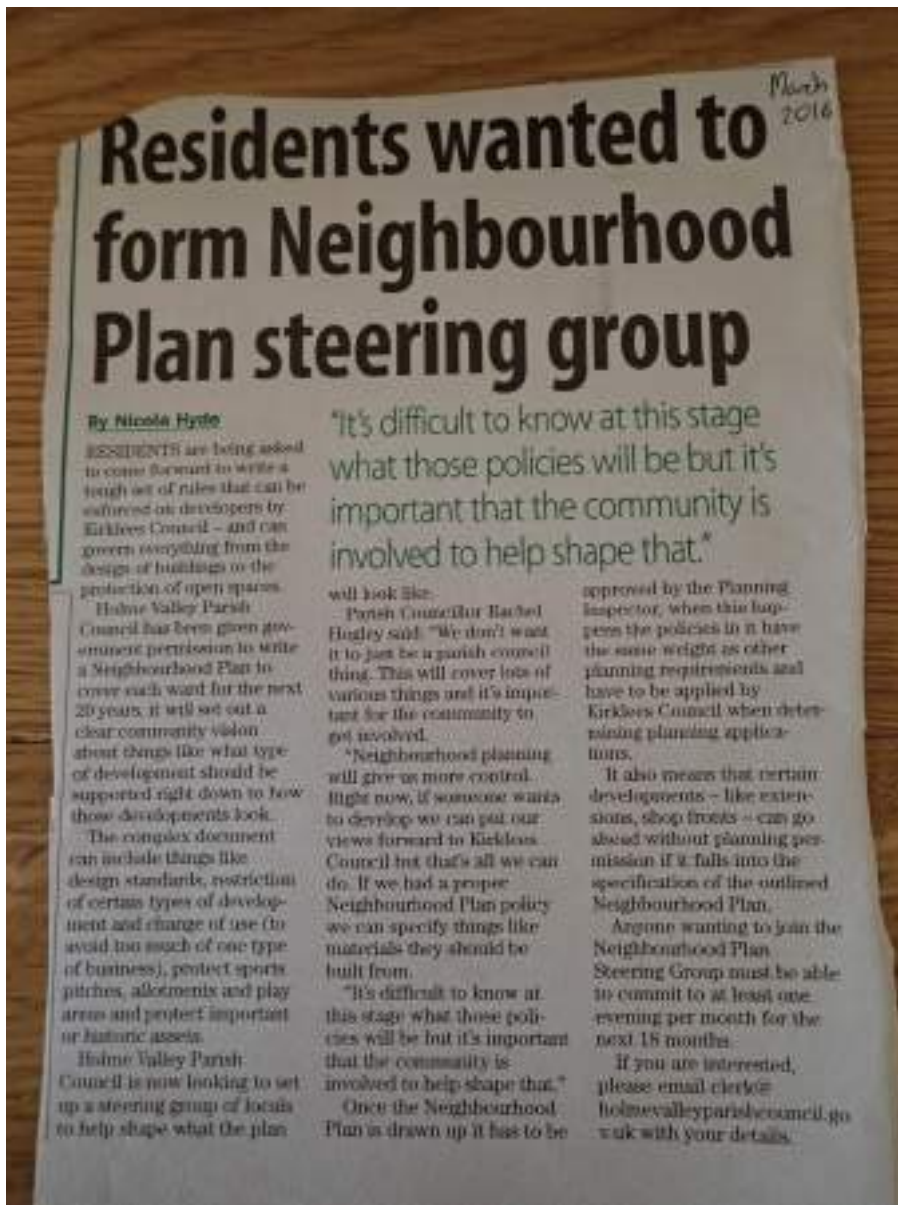 March
2016
Residents wanted to
form Neighbourhood
Plan steering group
By Nicola Hyde
RESIDENTS are being asked
to come forward to write a
tough set of rules that can be
enforced on developers by
Kirklees Council – and can
govern everything from the
design of buildings to the
protection of open spaces.
Holme Valley Parish
Council has been given gov-
ernment permission to write
a Neighbourhood Plan to
cover each ward for the next
20 years, it will set out a
clear community vision
about things like what type
of development should be
supported right down to how
those developments look.
The complex document
can include things like
design standards, restriction
of certain types of develop-
ment and change of use (to
avoid too much of one type
of business), protect sports
pitches, allotments and play
areas and protect important
or historic assets.
Holme Valley Parish
Council is now looking to set
up a steering group of locals
to help shape what the plan
"It's difficult to know at this stage
what those policies will be but it's
important that the community is
involved to help shape that."
will look like.
Parish Councillor Rachel
Hogley said: "We don't want
it to just be a parish council
thing. This will cover lots of
various things and it's impor-
tant for the community to
get involved.
"Neighbourhood planning
will give us more control.
Right now, if someone wants
to develop we can put our
views forward to Kirklees
Council but that's all we can
do. If we had a proper
Neighbourhood Plan policy
we can specify things like
materials they should be
built from.
"It's difficult to know at
this stage what those poli-
cies will be but it's important
that the community is
involved to help shape that."
Once the Neighbourhood
Plan is drawn up it has to be
approved by the Planning
Inspector, when this hap-
pens the policies in it have
the same weight as other
planning requirements and
have to be applied by
Kirklees Council when deter-
mining planning applica-
tions.
It also means that certain
developments – like exten-
sions, shop fronts – can go
ahead without planning per-
mission if it falls into the
specification of the outlined
Neighbourhood Plan.
Anyone wanting to join the
Neighbourhood Plan
Steering Group must be able
to commit to at least one
evening per month for the
next 18 months.
If you are interested,
please email clerk@
holmevalleyparishcouncil.go
v.uk with your details.